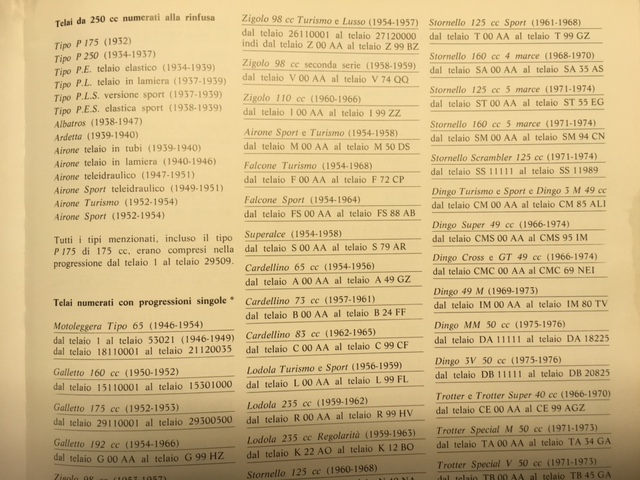 Telai da 250 cc numerati alla rinfusa
Tipo P 175 (1932)
Tipo P 250 (1934-1937)
Tipo P.E. telaio elastico (1934-1939)
Tipo P.L. telaio in lamiera (1937-1939)
Tipo P.L.S. versione sport (1937-1939)
Tipo P.E.S. elastica sport (1938-1939)
Albatros (1938-1947)
Ardetta (1939-1940)
Airone telaio in tubi (1939-1940)
Airone telaio in lamiera (1940-1946)
Airone teleidraulico (1947-1951)
Airone Sport teleidraulico (1949-1951)
Airone Turismo (1952-1954)
Airone Sport (1952-1954)
Tutti i tipi menzionati, incluso il tipo
P 175 di 175 cc, erano compresi nella
progressione dal telaio 1 al telaio 29509.
Telai numerati con progressioni singole *
Motoleggera Tipo 65 (1946-1954)
dal telaio 1 al telaio 53021 (1946-1949)
dal telaio 18110001 al telaio 21120035
Galletto 160 cc (1950-1952)
dal telaio 15110001 al telaio 15301000
Galletto 175 cc (1952-1953)
dal telaio 29110001 al telaio 29300500
Galletto 192 cc (1954-1966)
dal telaio G 00 AA al telaio G 99 HZ
Zigolo 98 cc (1953-1957)
Zigolo 98 cc Turismo e Lusso (1954-1957)
dal telaio 26110001 al telaio 27120000
indi dal telaio Z 00 AA al telaio Z 99 BZ
Zigolo 98 cc seconda serie (1958-1959)
dal telaio V 00 AA al telaio V 74 QQ
Zigolo 110 cc (1960-1966)
dal telaio I 00 AA al telaio I 99 ZZ
Airone Sport e Turismo (1954-1958)
dal telaio M 00 AA al telaio M 50 DS
Falcone Turismo (1954-1968)
dal telaio F 00 AA al telaio F 72 CP
Falcone Sport (1954-1964)
dal telaio FS 00 AA al telaio FS 88 AB
Superalce (1954-1958)
dal telaio S 00 AA al telaio S 79 AR
Cardellino 65 cc (1954-1956)
dal telaio A 00 AA al telaio A 49 GZ
Cardellino 73 cc (1957-1961)
dal telaio B 00 AA al telaio B 24 FF
Cardellino 83 cc (1962-1965)
dal telaio C 00 AA al telaio C 99 CF
Lodola Turismo e Sport (1956-1959)
dal telaio L 00 AA al telaio L 99 FL
Lodola 235 cc (1959-1962)
dal telaio R 00 AA al telaio R 99 HV
Lodola 235 cc Regolarità (1959-1963)
dal telaio K 22 AO al telaio K 12 BO
Stornello 125 cc (1960-1968)
Stornello 125 cc Sport (1961-1968)
dal telaio T 00 AA al telaio T 99 GZ
Stornello 160 cc 4 marce (1968-1970)
dal telaio SA 00 AA al telaio SA 35 AS
Stornello 125 cc 5 marce (1971-1974)
dal telaio ST 00 AA al telaio ST 55 EG
Stornello 160 cc 5 marce (1971-1974)
dal telaio SM 00 AA al telaio SM 94 CN
Stornello Scrambler 125 cc (1971-1974)
dal telaio SS 11111 al telaio SS 11989
Dingo Turismo e Sport e Dingo 3 M 49 cc
dal telaio CM 00 AA al telaio CM 85 ALI
Dingo Super 49 cc (1966-1974)
dal telaio CMS 00 AA al CMS 95 IM
Dingo Cross e GT 49 cc (1966-1974)
dal telaio CMC 00 AA al CMC 69 NEI
Dingo 49 M (1969-1973)
dal telaio IM 00 AA al telaio IM 80 TV
Dingo MM 50 cc (1975-1976)
dal telaio DA 11111 al telaio DA 18225
Dingo 3V 50 cc (1975-1976)
dal telaio DB 11111 al telaio DB 20825
Trotter e Trotter Super 40 cc (1966-1970)
dal telaio CE 00 AA al CE 99 AGZ
Trotter Special M 50 cc (1971-1973)
dal telaio TA 00 AA al telaio TA 34 GA
Trotter Special V 50 cc (1971-1973)
dal telaio TB 00 AA al telaio TB 45 GA